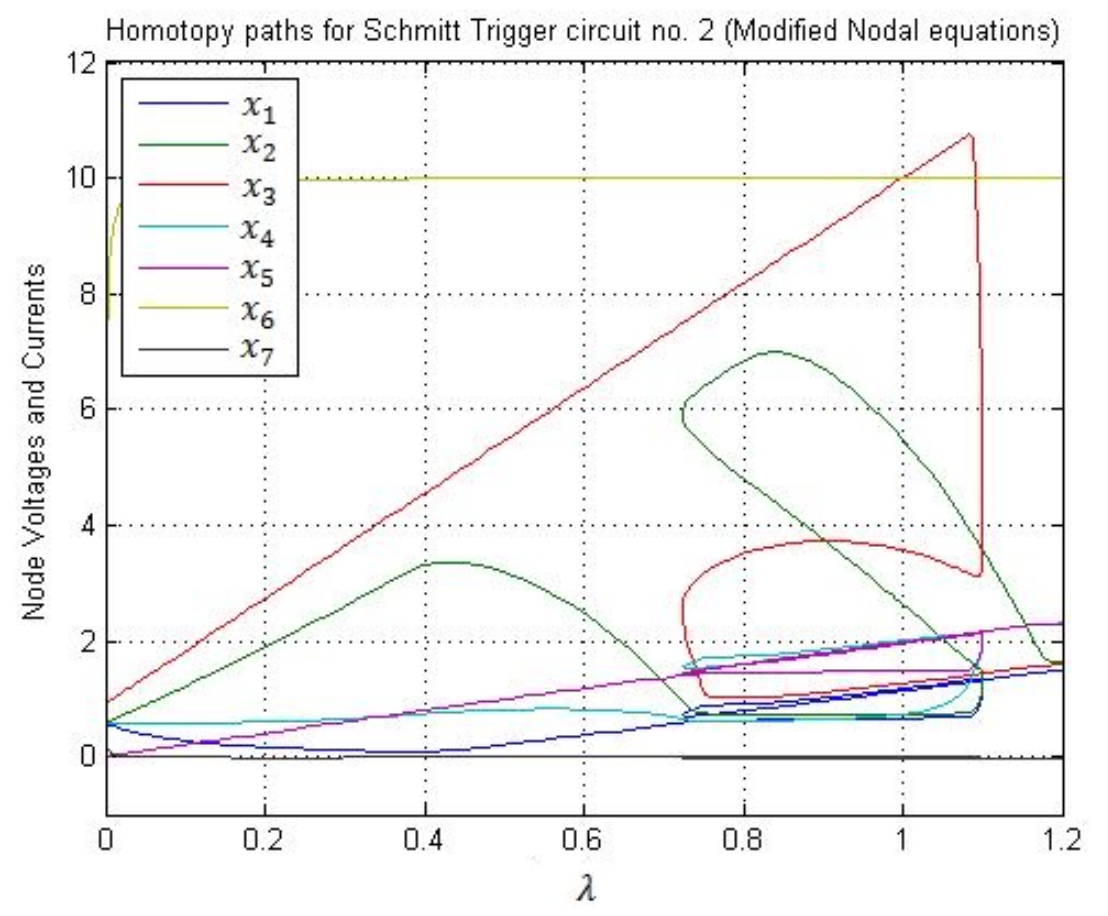 Homotopy paths for Schmitt Trigger circuit no. 2 (Modified Nodal equations)
12
10
8
6
4
2
0
Node Voltages and Currents
x₁
x₂
x₃
x₄
x₅
x₆
x₇
0
0.2
0.4
0.6
0.8
1
1.2
λ